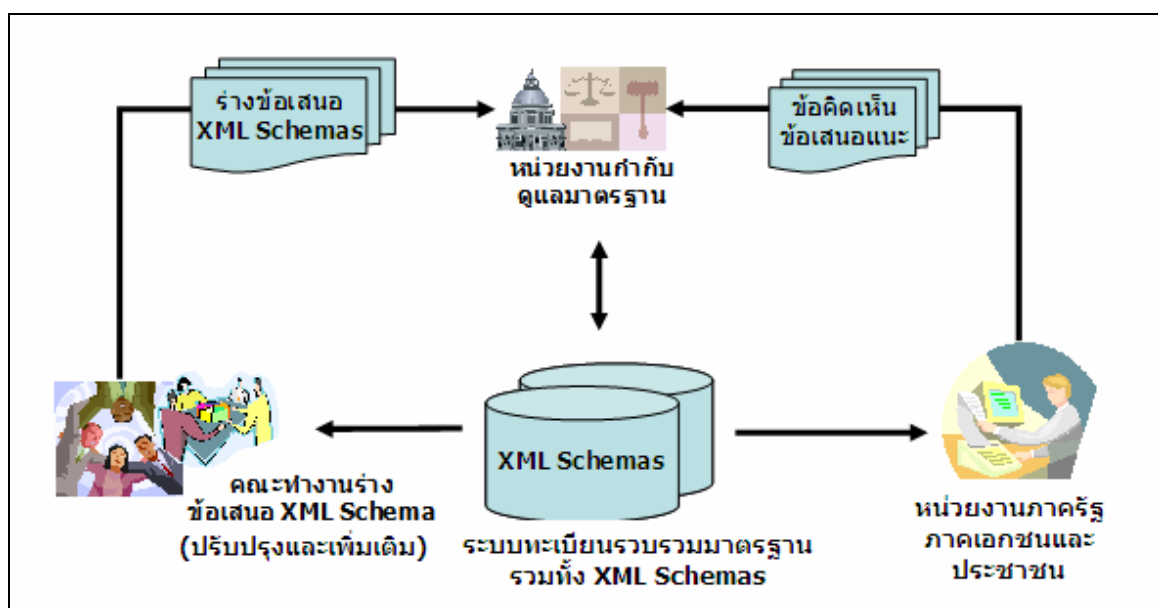 ร่างข้อเสนอ
XML Schemas
หน่วยงานกำกับ
ดูแลมาตรฐาน
ข้อคิดเห็น
ข้อเสนอแนะ
XML Schemas
คณะทำงานร่าง
ข้อเสนอ XML Schema
(ปรับปรุงและเพิ่มเติม)
ระบบทะเบียนรวบรวมมาตรฐาน
รวมทั้ง XML Schemas
หน่วยงานภาครัฐ
ภาคเอกชนและ
ประชาชน